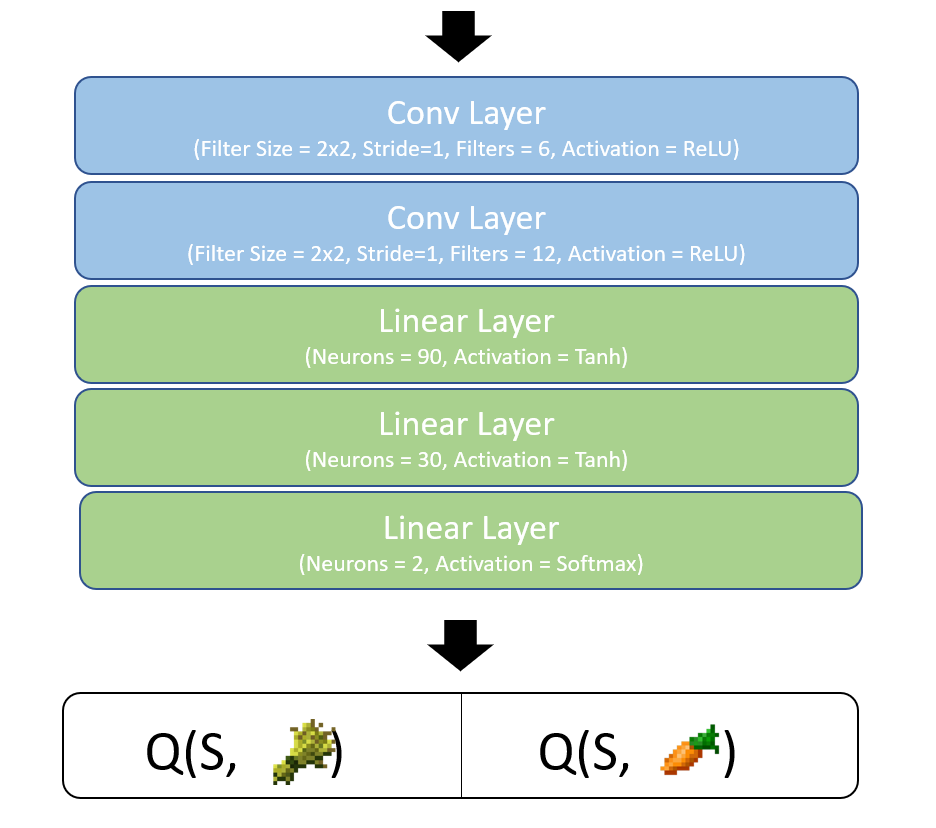 Conv Layer
(Filter Size = 2x2, Stride=1, Filters = 6, Activation = ReLU)
Conv Layer
(Filter Size = 2x2, Stride=1, Filters = 12, Activation = ReLU)
Linear Layer
(Neurons = 90, Activation = Tanh)
Linear Layer
(Neurons = 30, Activation = Tanh)
Linear Layer
(Neurons = 2, Activation = Softmax)
Q(S, ) Q(S, )